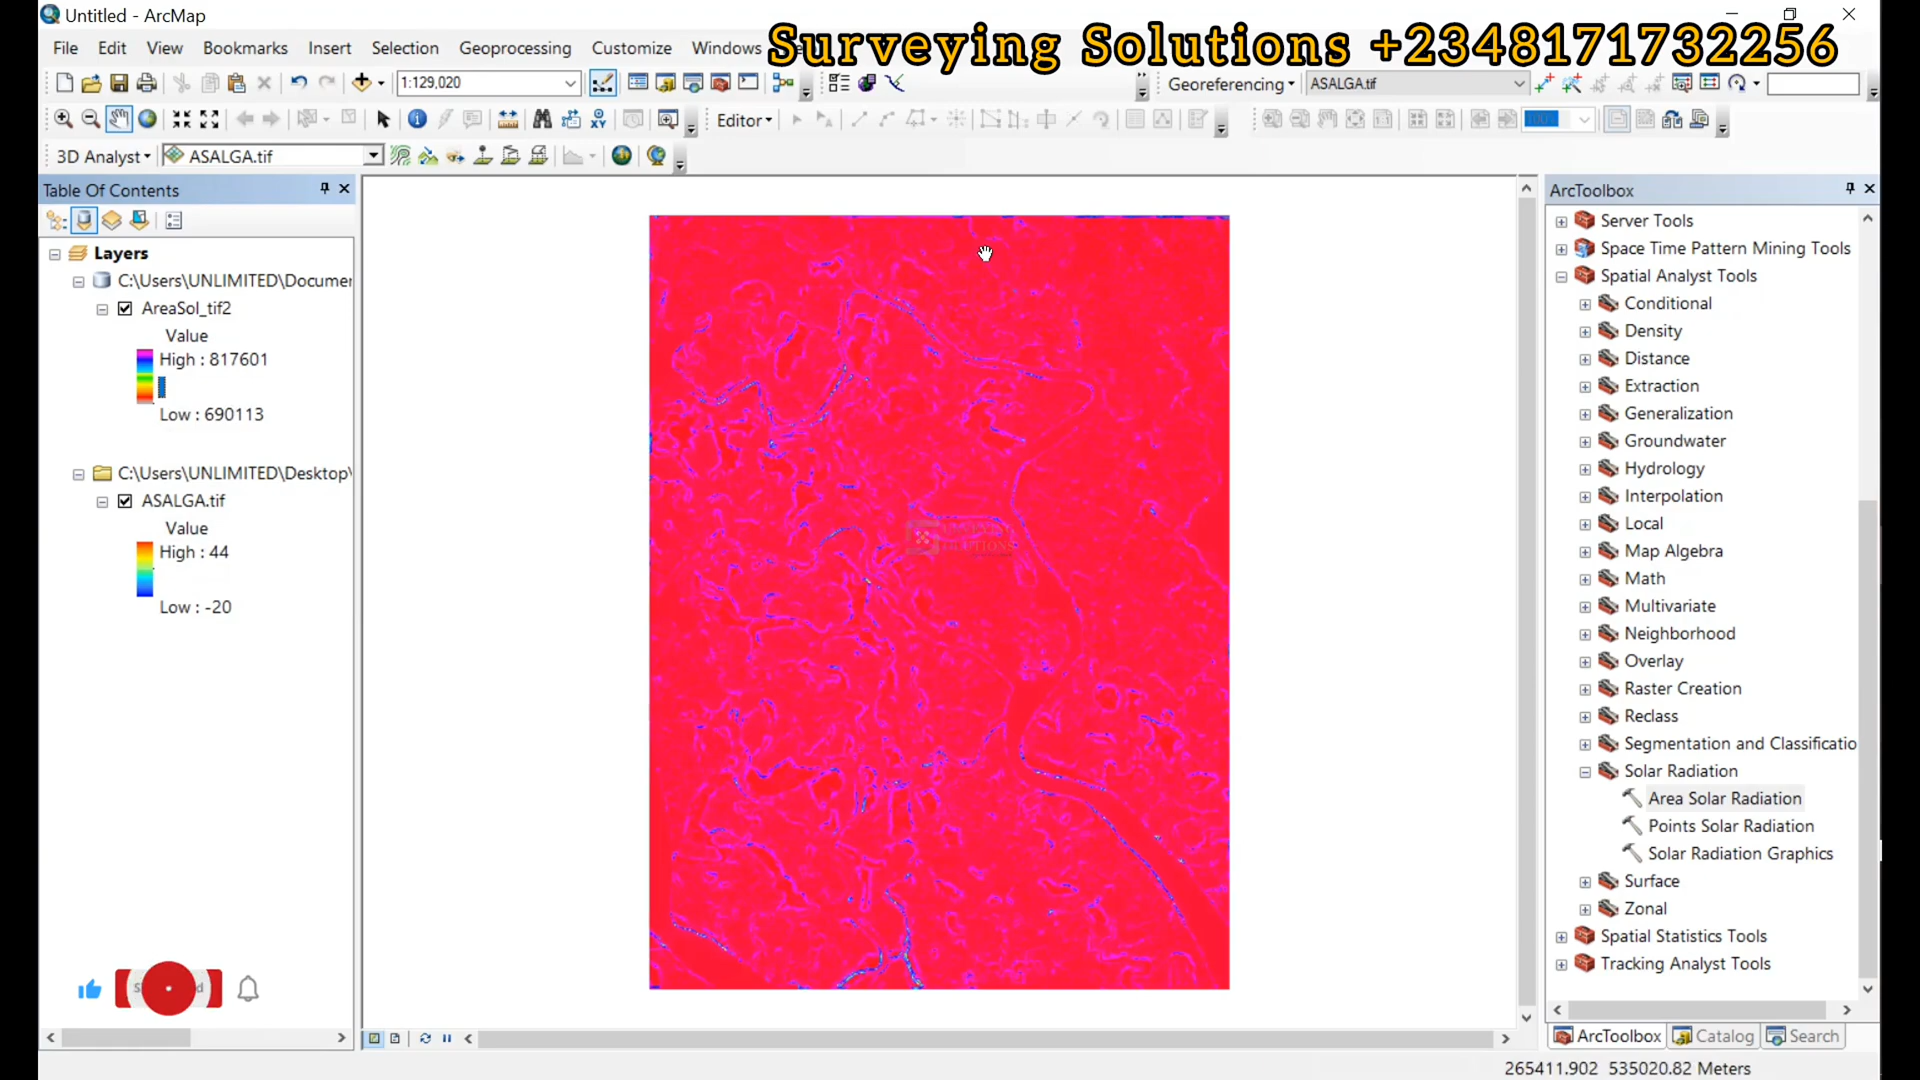 Untitled - ArcMap
Surveying Solutions +2348171732256
File Edit View Bookmarks Insert Selection Geoprocessing Customize Windows
1:129,020
Georeferencing
ASALGA.tif
Editor
100%
3D Analyst
ASALGA.tif
Table Of Contents
Layers
C:\Users\UNLIMITED\Documer
AreaSol_tif2
Value
High : 817601
Low : 690113
C:\Users\UNLIMITED\Desktop\
ASALGA.tif
Value
High : 44
Low : -20
ArcToolbox
Server Tools
Space Time Pattern Mining Tools
Spatial Analyst Tools
Conditional
Density
Distance
Extraction
Generalization
Groundwater
Hydrology
Interpolation
Local
Map Algebra
Math
Multivariate
Neighborhood
Overlay
Raster Creation
Reclass
Segmentation and Classificatio
Solar Radiation
Area Solar Radiation
Points Solar Radiation
Solar Radiation Graphics
Surface
Zonal
Spatial Statistics Tools
Tracking Analyst Tools
ArcToolbox Catalog Search
265411.902 535020.82 Meters